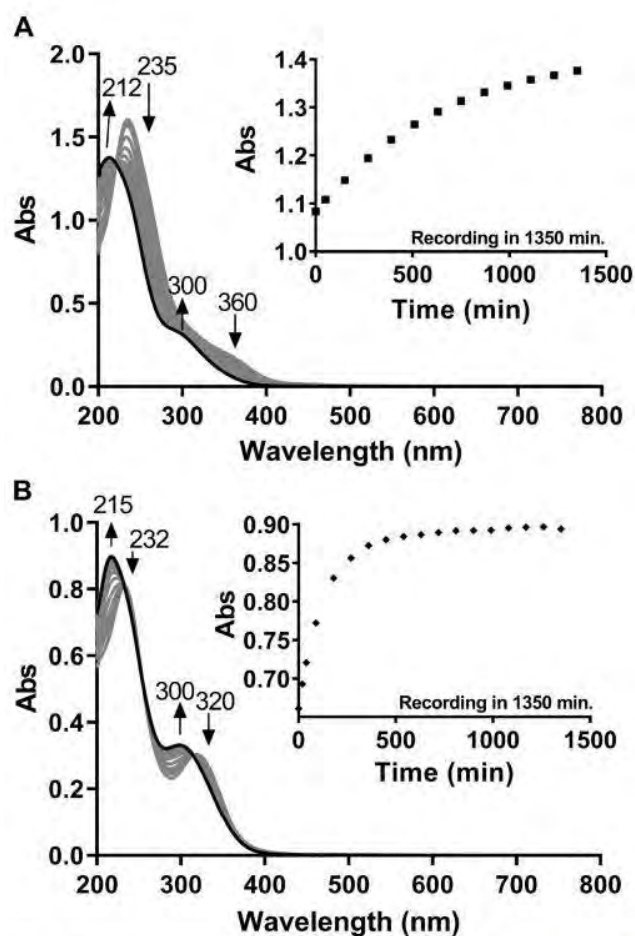 A
2.0
1.5
1.0
0.5
0.0
Abs
212
235
300
360
200 300 400 500 600 700 800
Wavelength (nm)
1.4
1.3
1.2
1.1
1.0
Abs
Recording in 1350 min.
0 500 1000 1500
Time (min)
B
1.0
0.8
0.6
0.4
0.2
0.0
Abs
215
232
300
320
200 300 400 500 600 700 800
Wavelength (nm)
0.90
0.85
0.80
0.75
0.70
Abs
Recording in 1350 min.
0 500 1000 1500
Time (min)